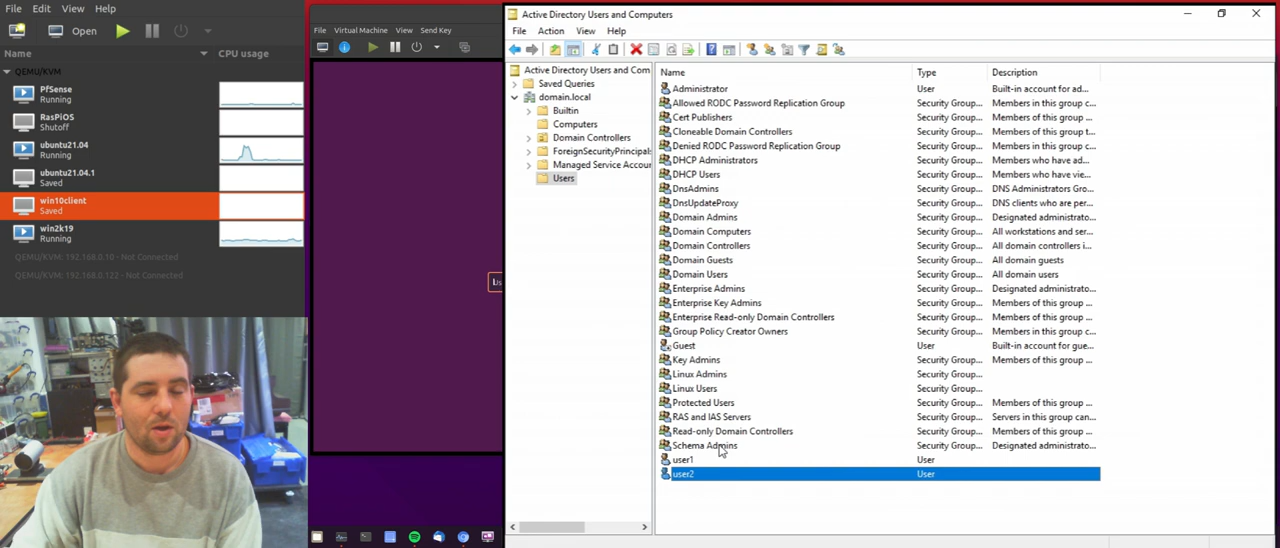 File Edit View Help
Open
Name CPU usage
QEMU/KVM
PfSense
Running
RasPiOS
Shutoff
ubuntu21.04
Running
ubuntu21.04.1
Saved
win10client
Saved
win2k19
Running
QEMU/KVM: 192.168.0.10 - Not Connected
QEMU/KVM: 192.168.0.122 - Not Connected
File Virtual Machine View Send Key
Us
Active Directory Users and Computers
File Action View Help
Active Directory Users and Com
Saved Queries
domain.local
Builtin
Computers
Domain Controllers
ForeignSecurityPrincipals
Managed Service Accoun
Users
Name Type Description
Administrator User Built-in account for ad...
Allowed RODC Password Replication Group Security Group... Members in this group c...
Cert Publishers Security Group... Members of this group ...
Cloneable Domain Controllers Security Group... Members of this group t...
Denied RODC Password Replication Group Security Group... Members in this group c...
DHCP Administrators Security Group... Members who have ad...
DHCP Users Security Group... Members who have vie...
DnsAdmins Security Group... DNS Administrators Gro...
DnsUpdateProxy Security Group... DNS clients who are per...
Domain Admins Security Group... Designated administrato...
Domain Computers Security Group... All workstations and ser...
Domain Controllers Security Group... All domain controllers i...
Domain Guests Security Group... All domain guests
Domain Users Security Group... All domain users
Enterprise Admins Security Group... Designated administrato...
Enterprise Key Admins Security Group... Members of this group ...
Enterprise Read-only Domain Controllers Security Group... Members of this group ...
Group Policy Creator Owners Security Group... Members in this group c...
Guest User Built-in account for gue...
Key Admins Security Group... Members of this group ...
Linux Admins Security Group...
Linux Users Security Group...
Protected Users Security Group... Members of this group ...
RAS and IAS Servers Security Group... Servers in this group can...
Read-only Domain Controllers Security Group... Members of this group ...
Schema Admins Security Group... Designated administrato...
user1 User
user2 User